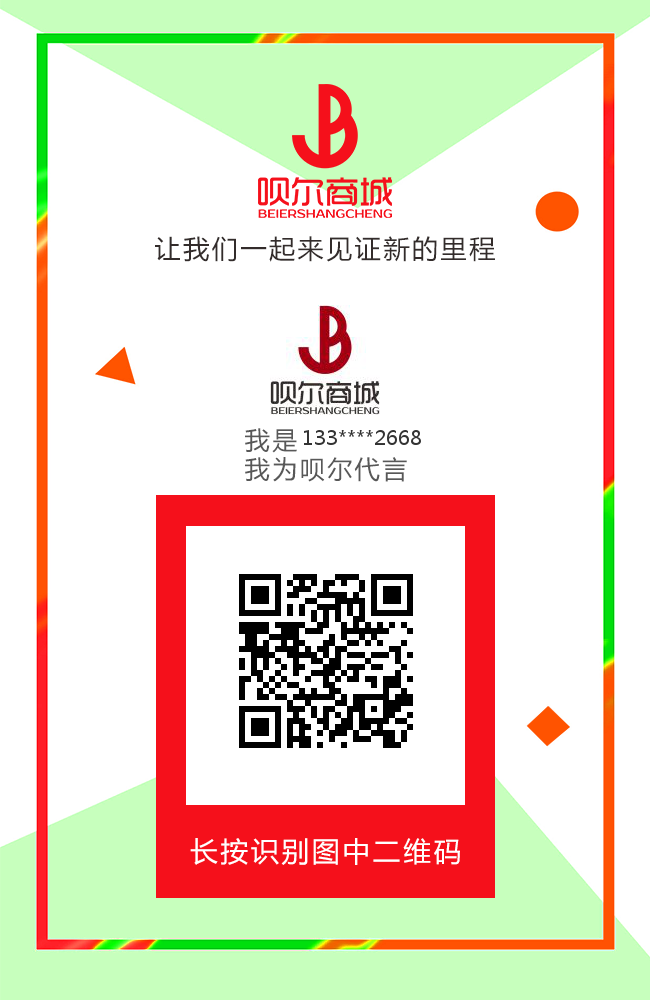 呗尔商城
BEIERSHANGCHENG
让我们一起来见证新的里程
呗尔商城
BEIERSHANGCHENG
我是 133****2668
我为呗尔代言
长按识别图中二维码